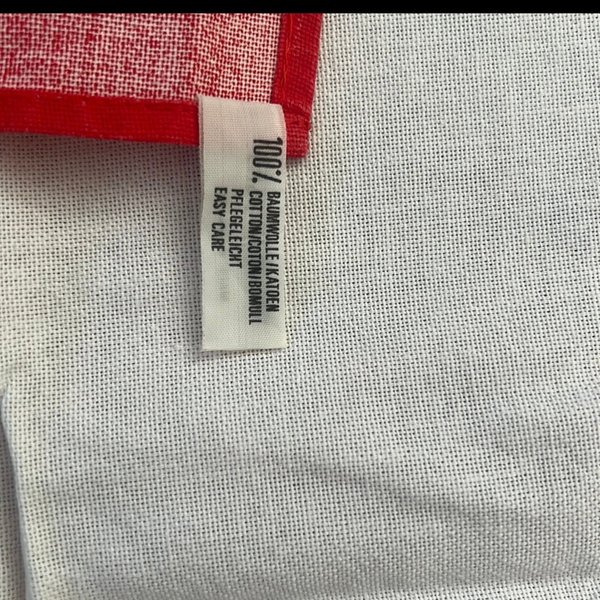 100% BAUMWOLLE/KATOEN
COTTON/COTON/BOMULL
PFLEGELEICHT
EASY CARE